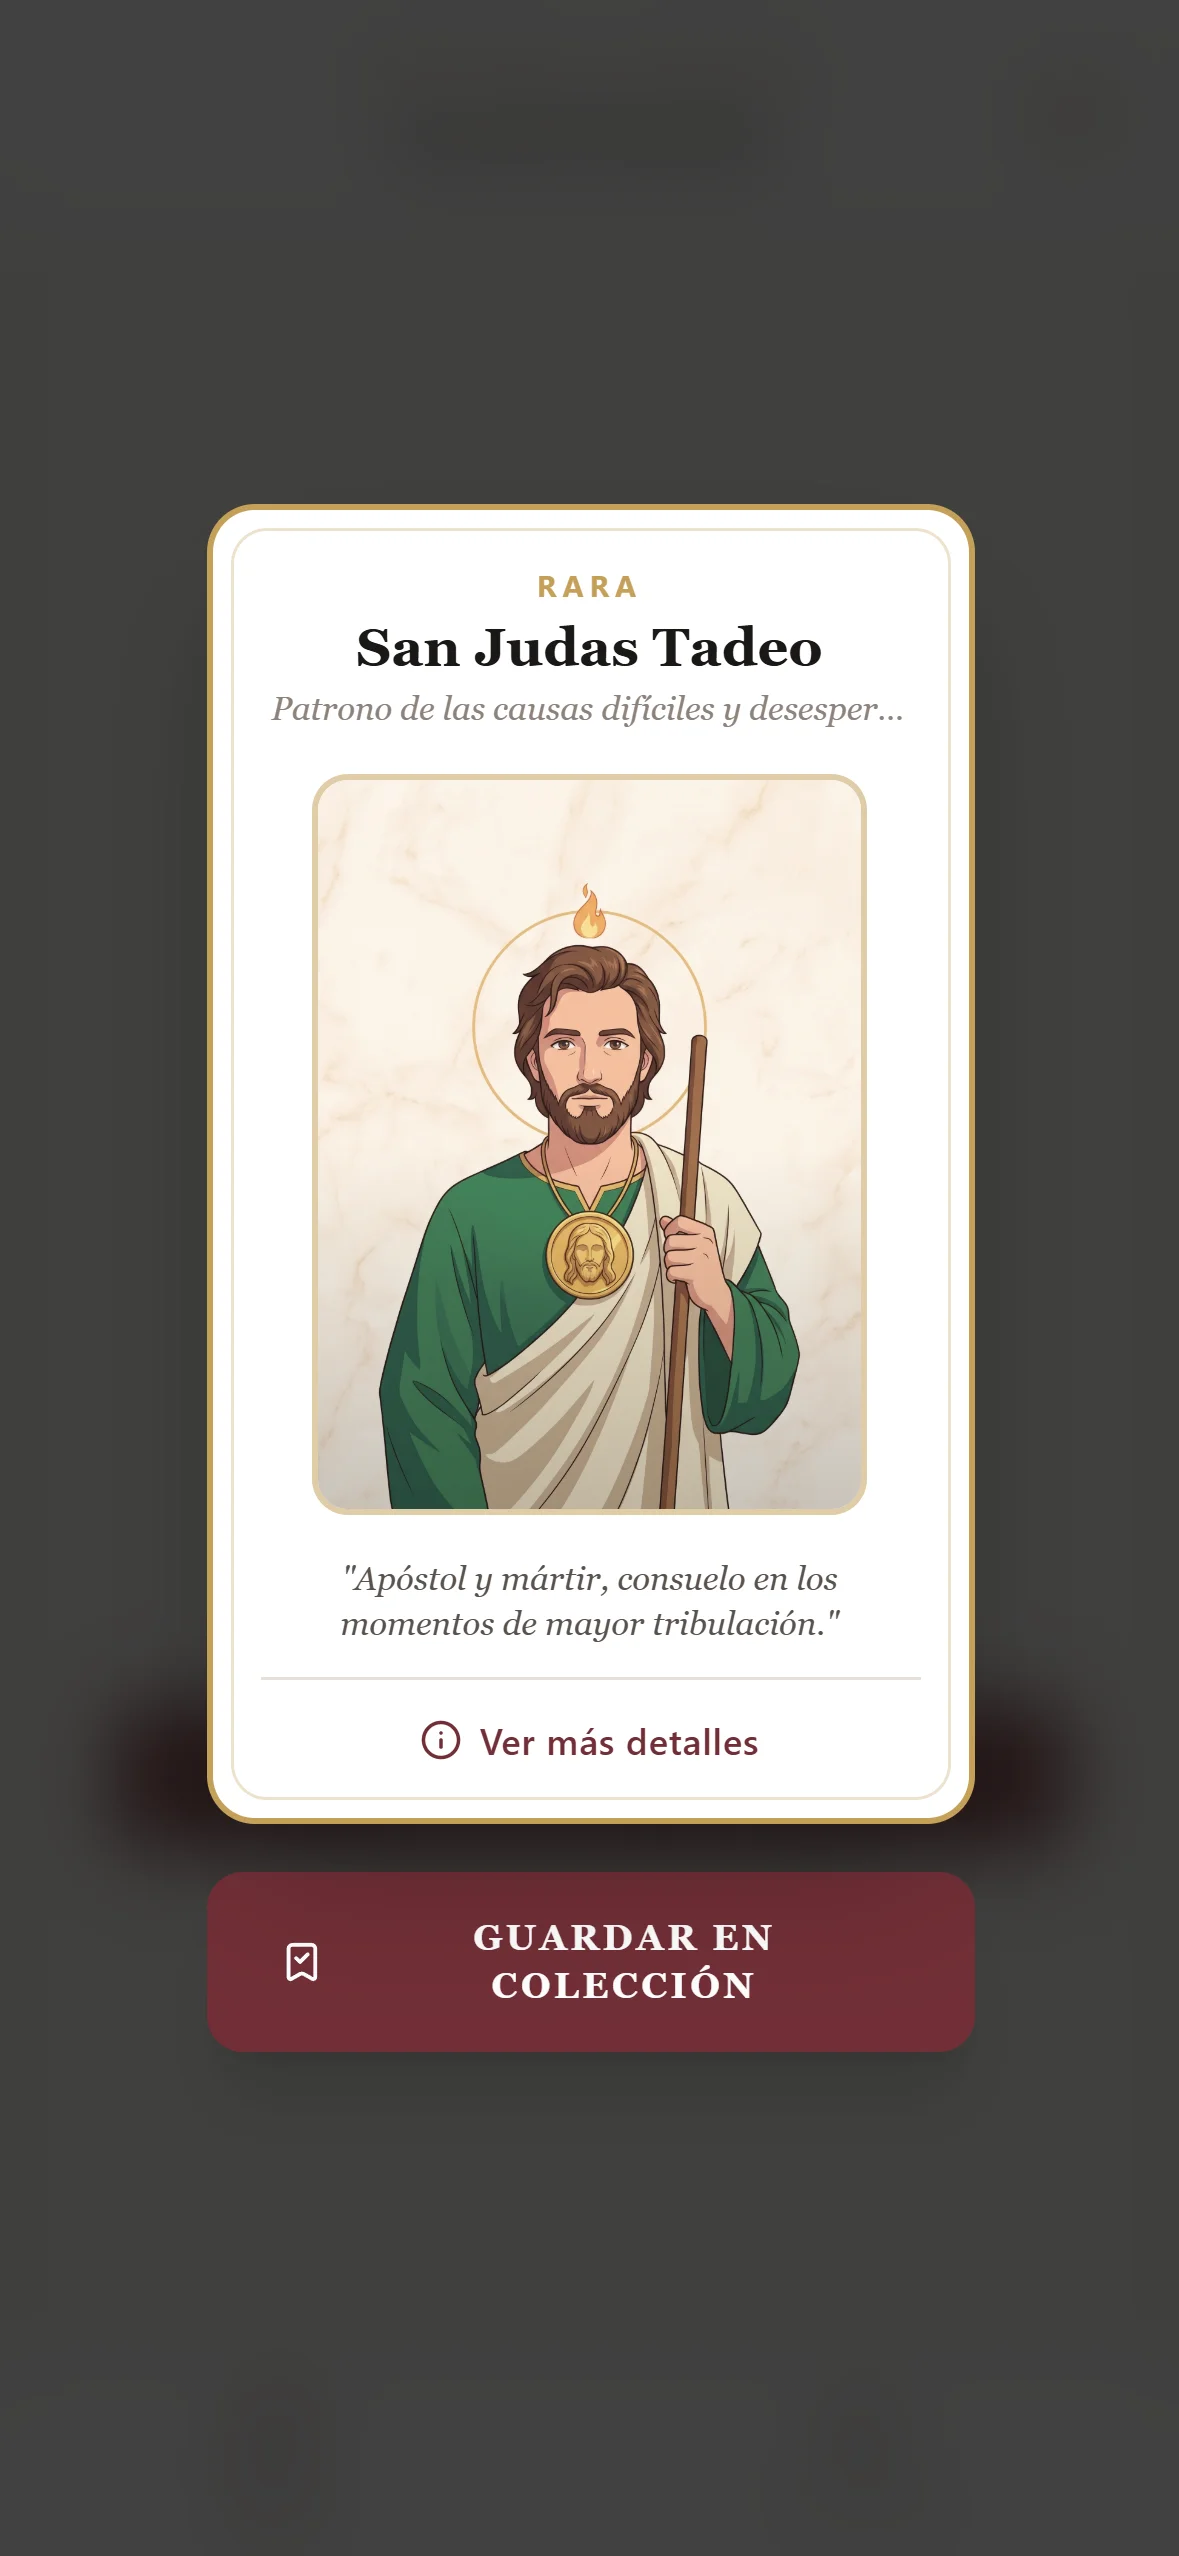 RARA
San Judas Tadeo
Patrono de las causas difíciles y desesper...
"Apóstol y mártir, consuelo en los
momentos de mayor tribulación."
Ver más detalles
GUARDAR EN
COLECCIÓN